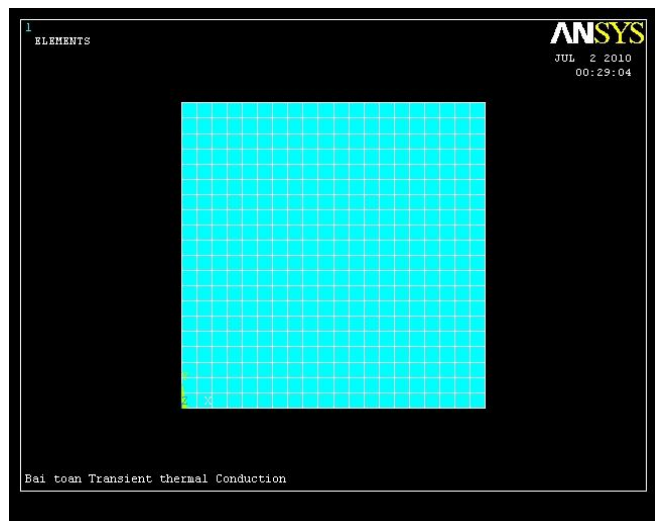 1
ELEMENTS
ANSYS
JUL 2 2010
00:29:04
X
Bai toan Transient thermal Conduction